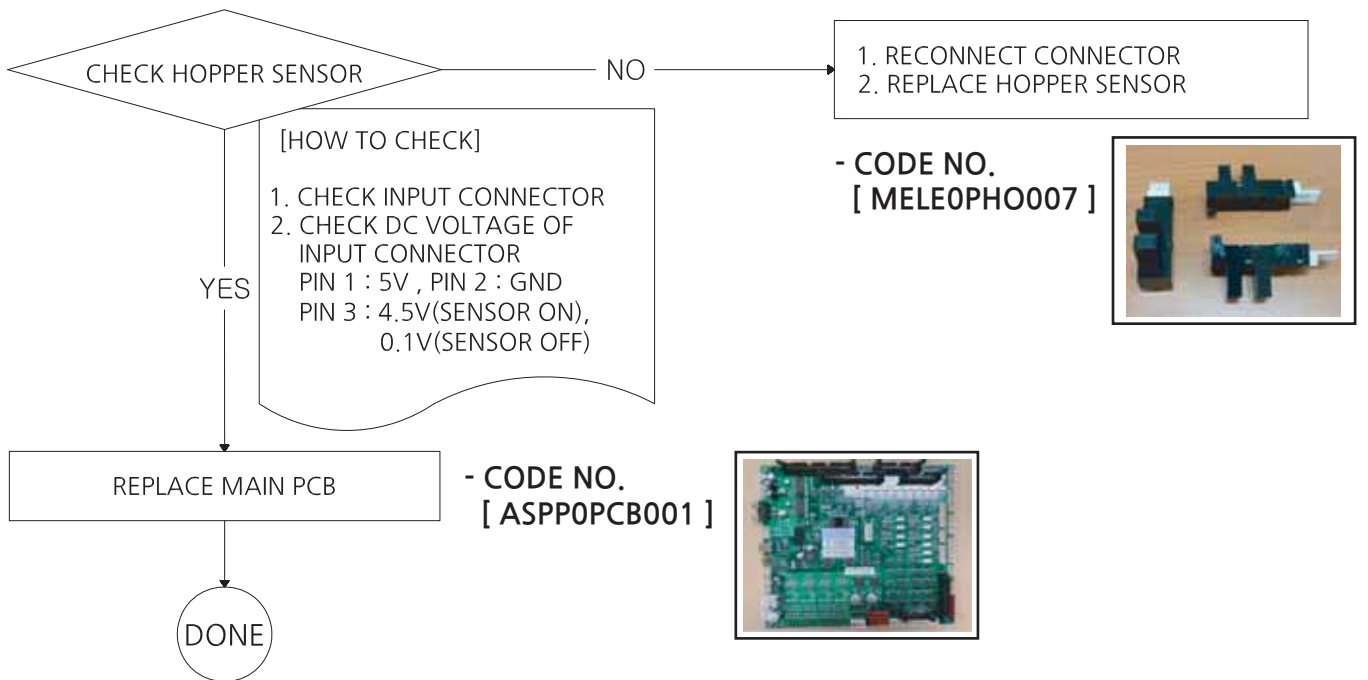 CHECK HOPPER SENSOR
NO
1. RECONNECT CONNECTOR
2. REPLACE HOPPER SENSOR
[HOW TO CHECK]
1. CHECK INPUT CONNECTOR
2. CHECK DC VOLTAGE OF
INPUT CONNECTOR
PIN 1 : 5V , PIN 2 : GND
PIN 3 : 4.5V(SENSOR ON),
0.1V(SENSOR OFF)
- CODE NO.
[ MELE0PHO007 ]
YES
REPLACE MAIN PCB
- CODE NO.
[ ASPP0PCB001 ]
DONE